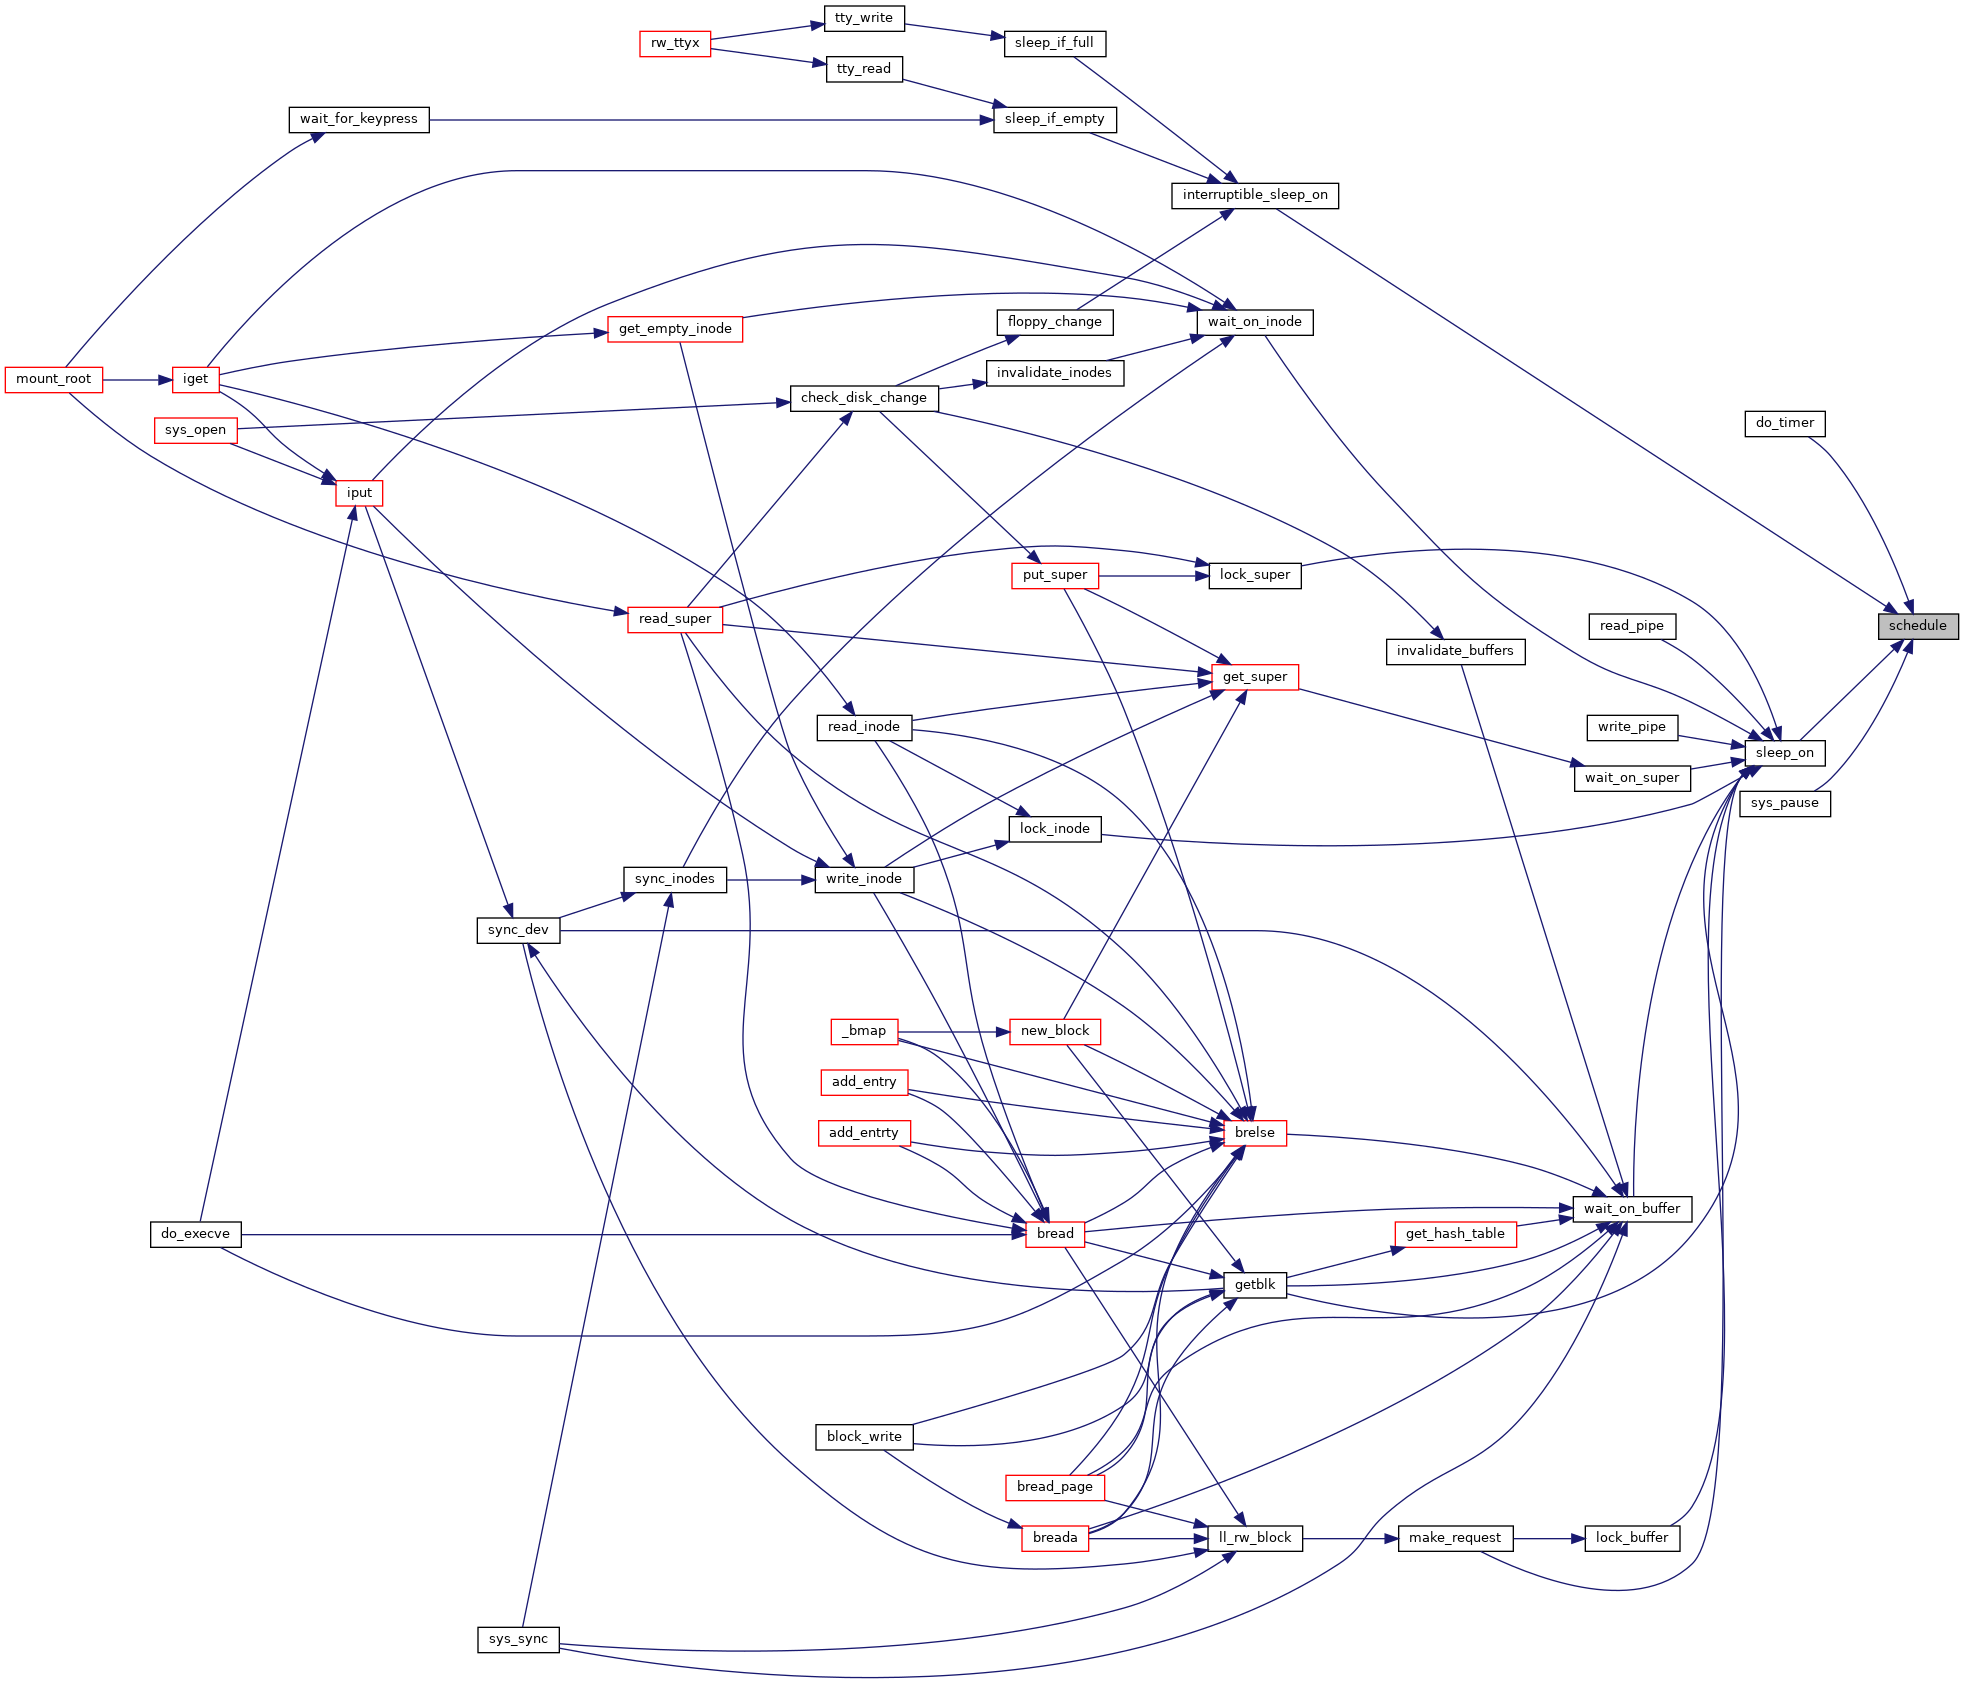 tty_write
rw_ttyx
sleep_if_full
tty_read
wait_for_keypress
sleep_if_empty
interruptible_sleep_on
get_empty_inode
floppy_change
wait_on_inode
mount_root
iget
invalidate_inodes
check_disk_change
sys_open
do_timer
iput
put_super
lock_super
read_super
read_pipe
schedule
invalidate_buffers
get_super
read_inode
write_pipe
sleep_on
wait_on_super
sys_pause
lock_inode
sync_inodes
write_inode
sync_dev
_bmap
new_block
add_entry
add_entrty
brelse
wait_on_buffer
do_execve
bread
get_hash_table
getblk
block_write
bread_page
breada
ll_rw_block
make_request
lock_buffer
sys_sync